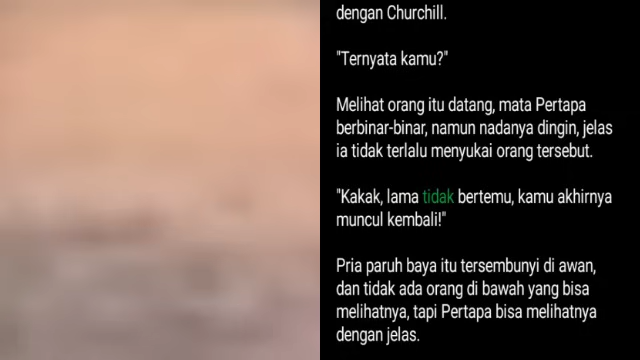 dengan Churchill.
"Ternyata kamu?"
Melihat orang itu datang, mata Pertapa
berbinar-binar, namun nadanya dingin, jelas
ia tidak terlalu menyukai orang tersebut.
"Kakak, lama tidak bertemu, kamu akhirnya
muncul kembali!"
Pria paruh baya itu tersembunyi di awan,
dan tidak ada orang di bawah yang bisa
melihatnya, tapi Pertapa bisa melihatnya
dengan jelas.